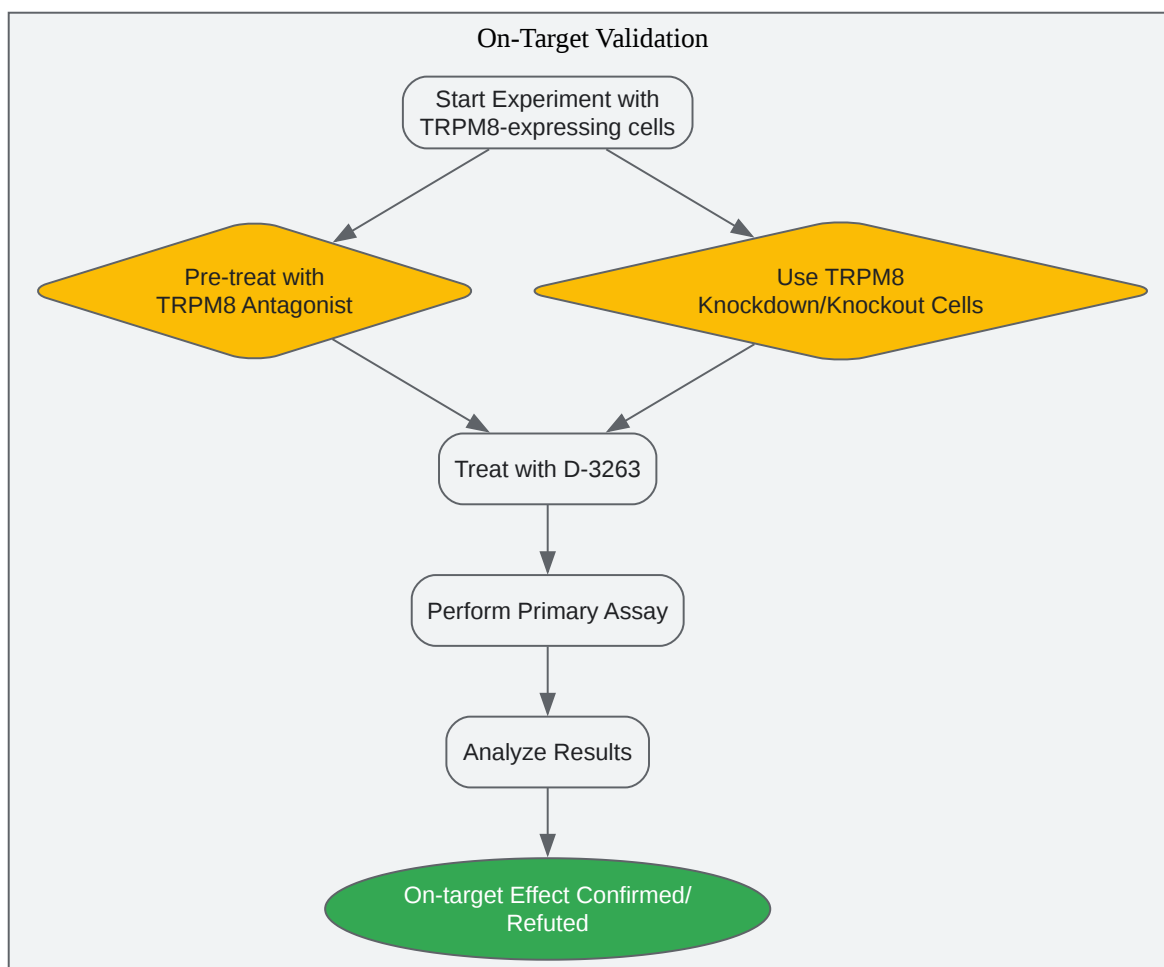 On-Target Validation
Start Experiment with
TRPM8-expressing cells
Pre-treat with
TRPM8 Antagonist
Use TRPM8
Knockdown/Knockout Cells
Treat with D-3263
Perform Primary Assay
Analyze Results
On-target Effect Confirmed/
Refuted